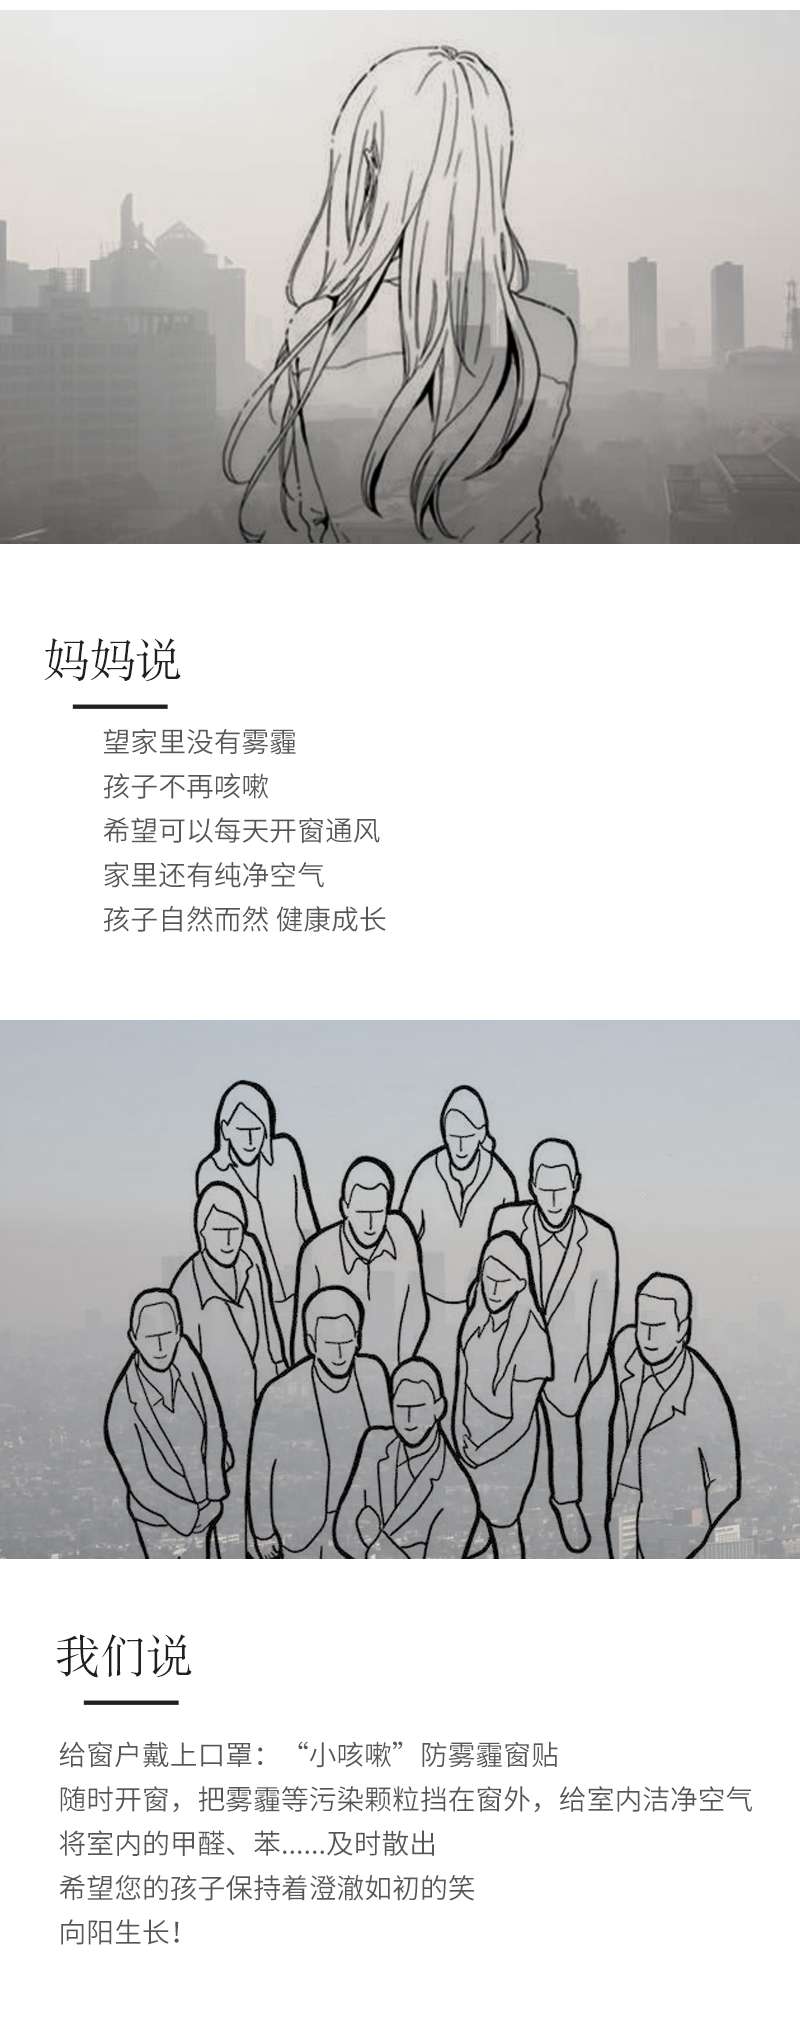 妈妈说
望家里没有雾霾
孩子不再咳嗽
希望可以每天开窗通风
家里还有纯净空气
孩子自然而然 健康成长
我们说
给窗户戴上口罩：“小咳嗽”防雾霾窗贴
随时开窗，把雾霾等污染颗粒挡在窗外，给室内洁净空气
将室内的甲醛、苯......及时散出
希望您的孩子保持着澄澈如初的笑
向阳生长！